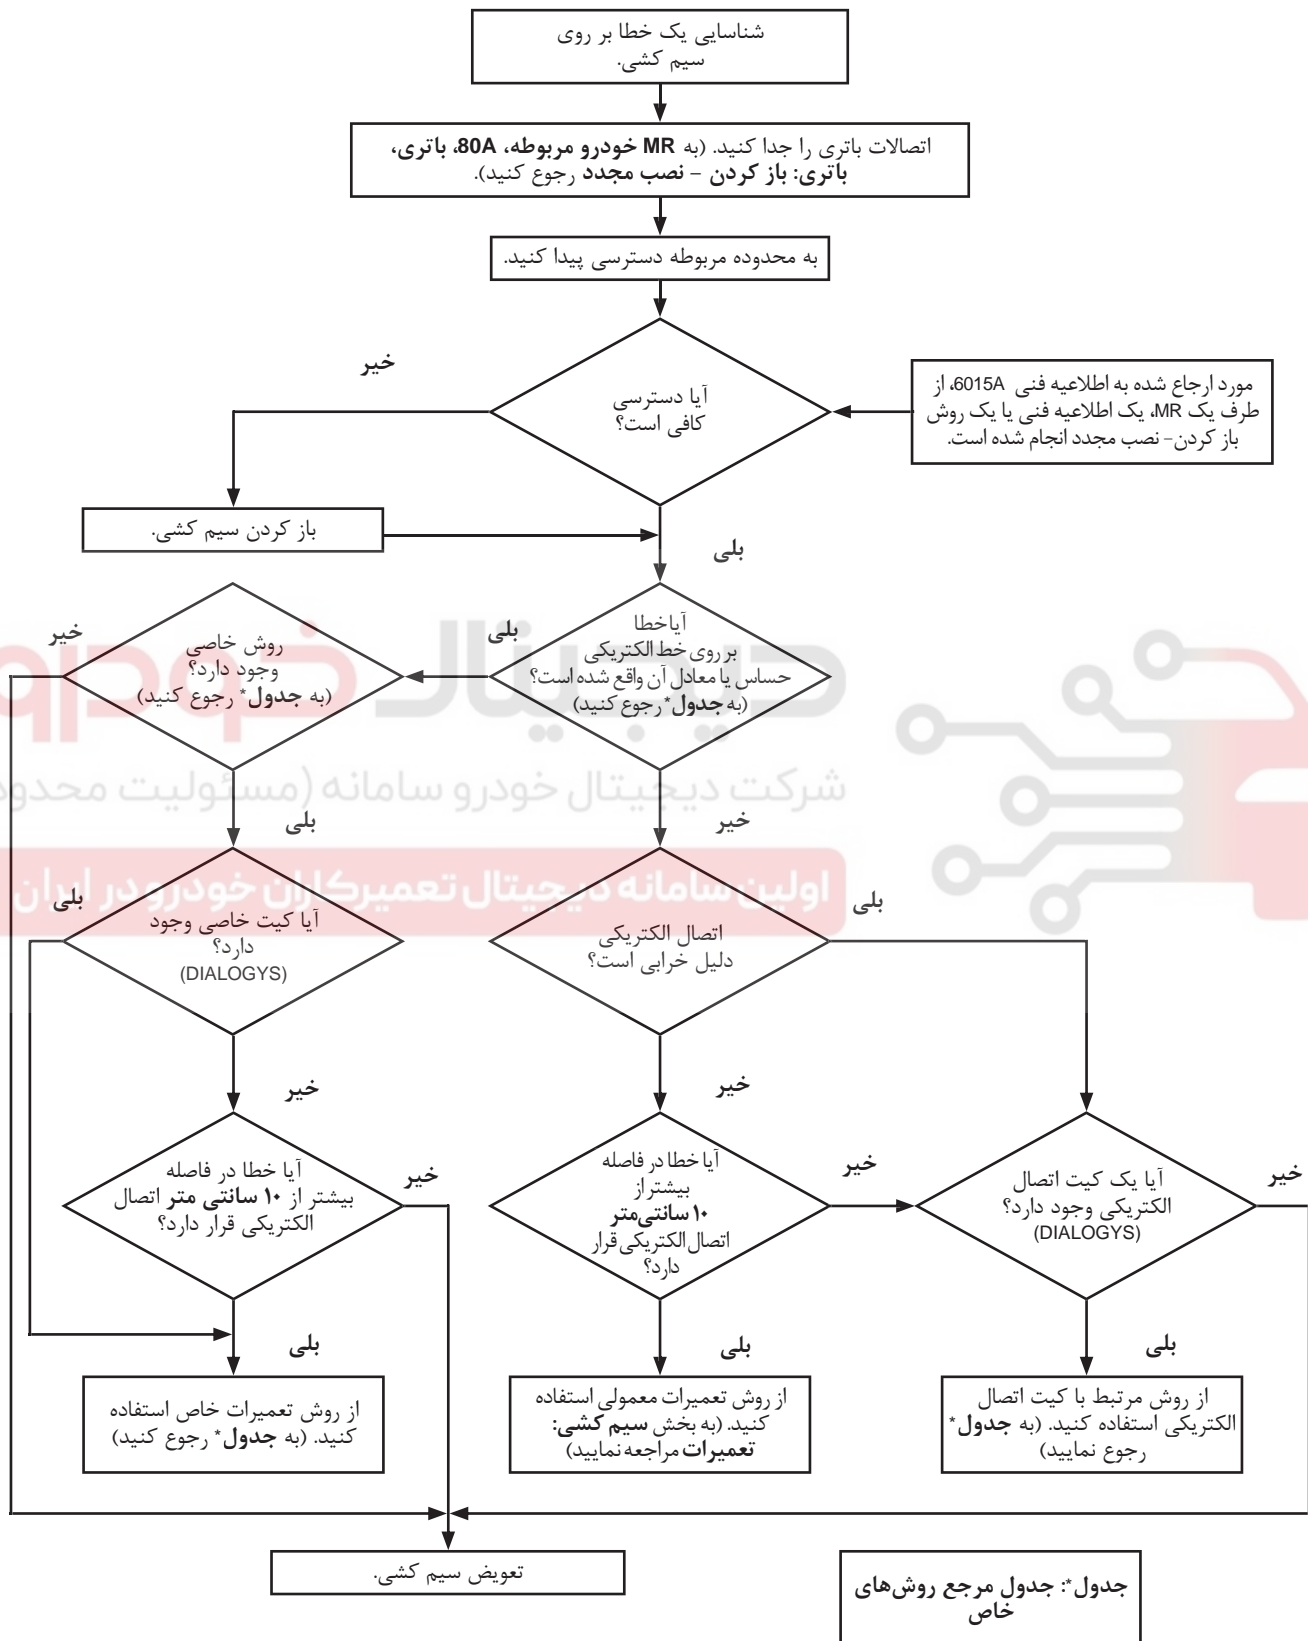 شناسایی یک خطا بر روی
سیم کشی.
اتصالات باتری را جدا کنید. (به MR خودرو مربوطه، 80A، باتری،
باتری: باز کردن – نصب مجدد رجوع کنید).
به محدوده مربوطه دسترسی پیدا کنید.
خیر
آیا دسترسی
کافی است؟
مورد ارجاع شده به اطلاعیه فنی 6015A، از
طرف یک MR، یک اطلاعیه فنی یا یک روش
باز کردن- نصب مجدد انجام شده است.
باز کردن سیم کشی.
بلی
آیاخطا
بر روی خط الکتریکی
حساس یا معادل آن واقع شده است؟
(به جدول* رجوع کنید)
بلی
روش خاصی
وجود دارد؟
(به جدول* رجوع کنید)
خیر
دیجیتال خودرو
شرکت دیجیتال خودرو سامانه (مسئولیت محدود
اولین سامانه دیجیتال تعمیرکاران خودرو در ایران
خیر
بلی
اتصال الکتریکی
دلیل خرابی است؟
بلی
آیا کیت خاصی وجود
دارد؟
(DIALOGYS)
بلی
خیر
خیر
آیا یک کیت اتصال
الکتریکی وجود دارد؟
(DIALOGYS)
خیر
آیا خطا در فاصله
بیشتر از
۱۰ سانتی‌متر
اتصال الکتریکی قرار
دارد؟
خیر
آیا خطا در فاصله
بیشتر از ۱۰ سانتی متر اتصال
الکتریکی قرار دارد؟
خیر
بلی
بلی
بلی
از روش مرتبط با کیت اتصال
الکتریکی استفاده کنید. (به جدول*
رجوع نمایید)
از روش تعمیرات معمولی استفاده
کنید. (به بخش سیم کشی:
تعمیرات مراجعه نمایید)
از روش تعمیرات خاص استفاده
کنید. (به جدول* رجوع کنید)
تعویض سیم کشی.
جدول*: جدول مرجع روش‌های
خاص